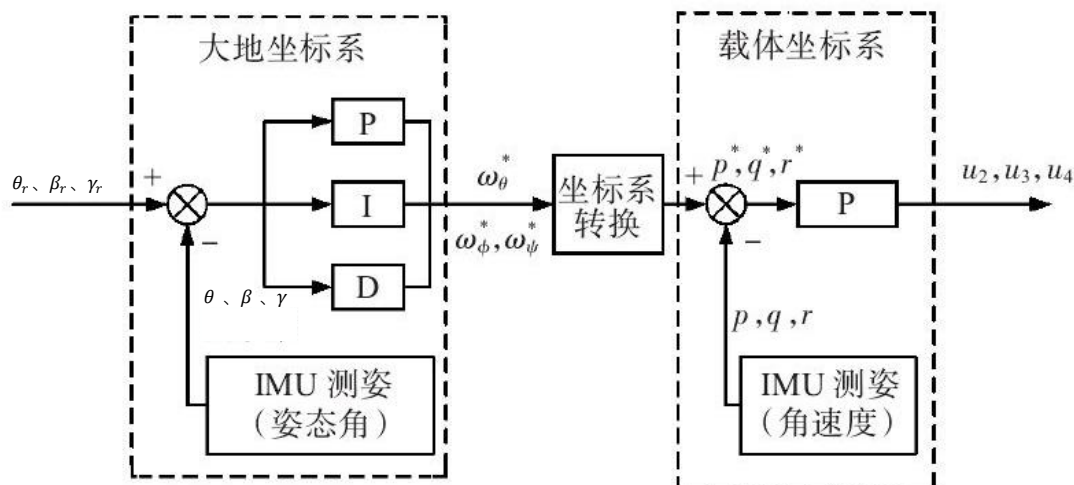 大地坐标系
载体坐标系
P
θr、βr、γr
+
I
ω*θ
ω*φ,ω*ψ
坐标系
转换
+
p*,q*,r*
P
u2,u3,u4
−
−
θ 、β 、γ
D
p,q,r
IMU 测姿
(姿态角)
IMU 测姿
(角速度)